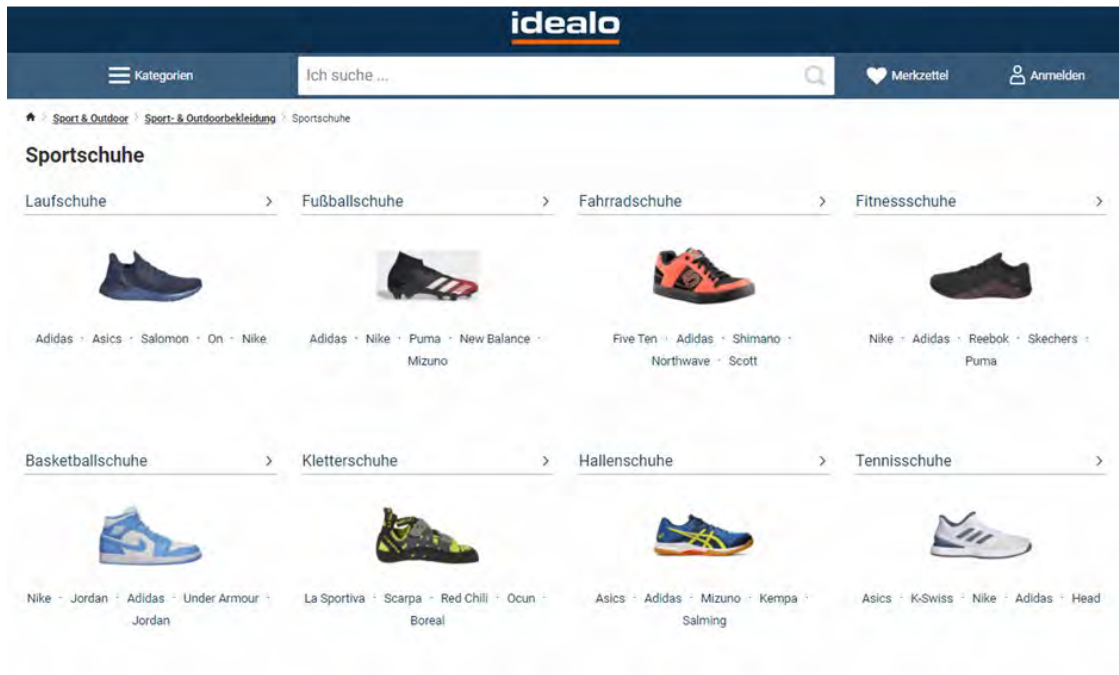 idealo
Kategorien
Ich suche ...
Merkzettel
Anmelden
Sport & Outdoor > Sport- & Outdoorbekleidung > Sportschuhe
Sportschuhe
Laufschuhe >
Adidas · Asics · Salomon · On · Nike
Fußballschuhe >
Adidas · Nike · Puma · New Balance ·
Mizuno
Fahrradschuhe >
Five Ten · Adidas · Shimano ·
Northwave · Scott
Fitnessschuhe >
Nike · Adidas · Reebok · Skechers ·
Puma
Basketballschuhe >
Nike · Jordan · Adidas · Under Armour ·
Jordan
Kletterschuhe >
La Sportiva · Scarpa · Red Chili · Ocun ·
Boreal
Hallenschuhe >
Asics · Adidas · Mizuno · Kempa ·
Salming
Tennisschuhe >
Asics · K-Swiss · Nike · Adidas · Head